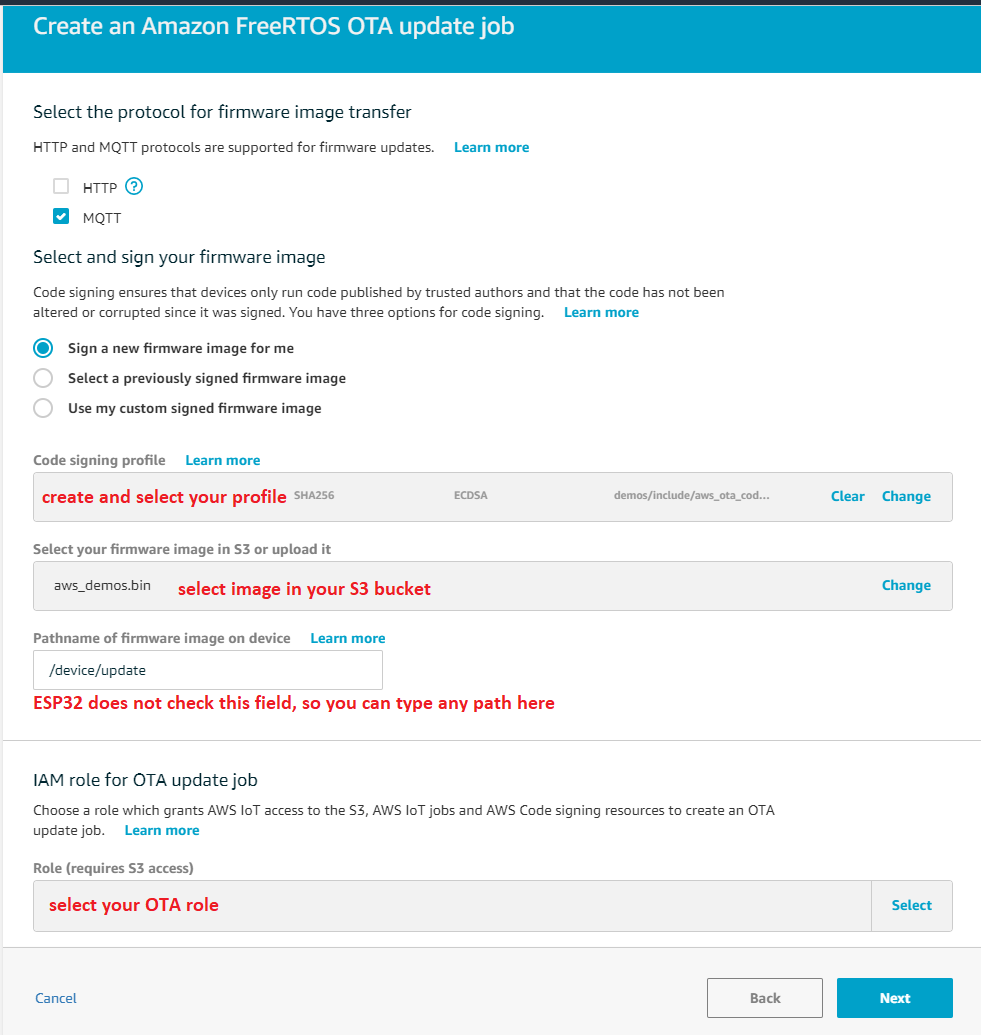 Create an Amazon FreeRTOS OTA update job
Select the protocol for firmware image transfer
HTTP and MQTT protocols are supported for firmware updates. Learn more
HTTP ?
MQTT
Select and sign your firmware image
Code signing ensures that devices only run code published by trusted authors and that the code has not been
altered or corrupted since it was signed. You have three options for code signing. Learn more
Sign a new firmware image for me
Select a previously signed firmware image
Use my custom signed firmware image
Code signing profile Learn more
create and select your profile SHA256 ECDSA demos/include/aws_ota_cod... Clear Change
Select your firmware image in S3 or upload it
aws_demos.bin select image in your S3 bucket Change
Pathname of firmware image on device Learn more
/device/update
ESP32 does not check this field, so you can type any path here
IAM role for OTA update job
Choose a role which grants AWS IoT access to the S3, AWS IoT jobs and AWS Code signing resources to create an OTA
update job. Learn more
Role (requires S3 access)
select your OTA role Select
Cancel Back Next